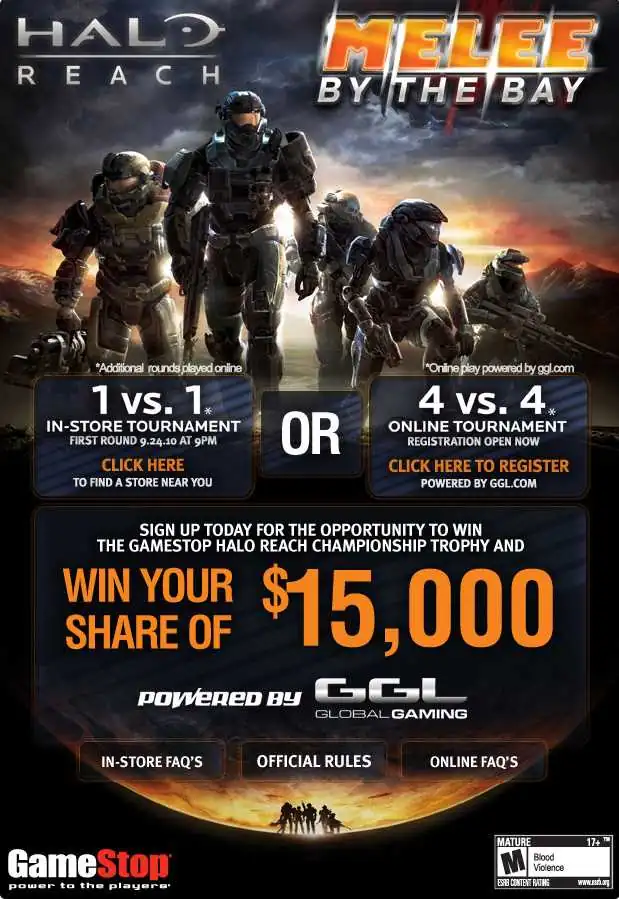 HALO
REACH
MELEE
BY THE BAY
*Additional rounds played online
*Online play powered by ggl.com
1 vs. 1*
IN-STORE TOURNAMENT
FIRST ROUND 9.24.10 AT 9PM
CLICK HERE
TO FIND A STORE NEAR YOU
OR
4 vs. 4*
ONLINE TOURNAMENT
REGISTRATION OPEN NOW
CLICK HERE TO REGISTER
POWERED BY GGL.COM
SIGN UP TODAY FOR THE OPPORTUNITY TO WIN
THE GAMESTOP HALO REACH CHAMPIONSHIP TROPHY AND
WIN YOUR
SHARE OF
$15,000
POWERED BY GGL
GLOBAL GAMING
IN-STORE FAQ'S
OFFICIAL RULES
ONLINE FAQ'S
GameStop
power to the players
MATURE 17+
M
Blood
Violence
ESRB CONTENT RATING www.esrb.org